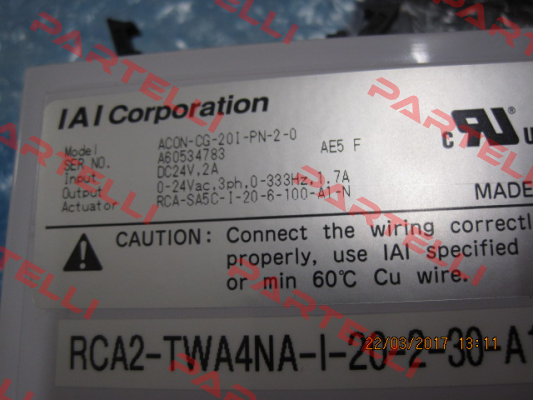 IAI Corporation
Model ACON-CG-20I-PN-2-0 AE5 F
SER NO. A60534783
Input DC24V,2A
Output 0-24Vac,3ph,0-333Hz,1.7A
Actuator RCA-SA5C-I-20-6-100-A1-N
c RU u
MADE
CAUTION: Connect the wiring correctl
properly, use IAI specified
or min 60℃ Cu wire.
RCA2-TWA4NA-I-20-2-30-A1
22/03/2017 13:11
PARTELLI
PARTELLI
PARTELLI
PARTELLI
PARTELLI
PARTELLI